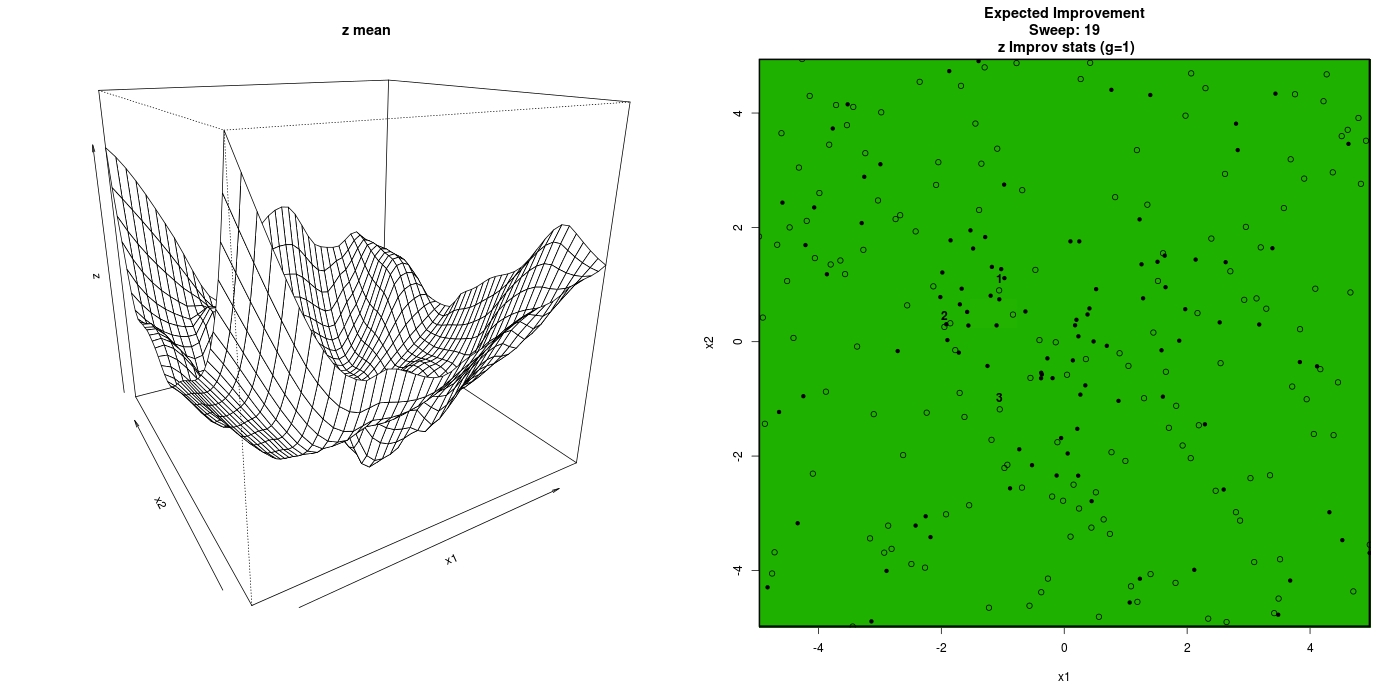 z mean
z
x2
x1
Expected Improvement
Sweep: 19
z Improv stats (g=1)
x2
4
2
0
-2
-4
1
2
3
-4
-2
0
2
4
x1